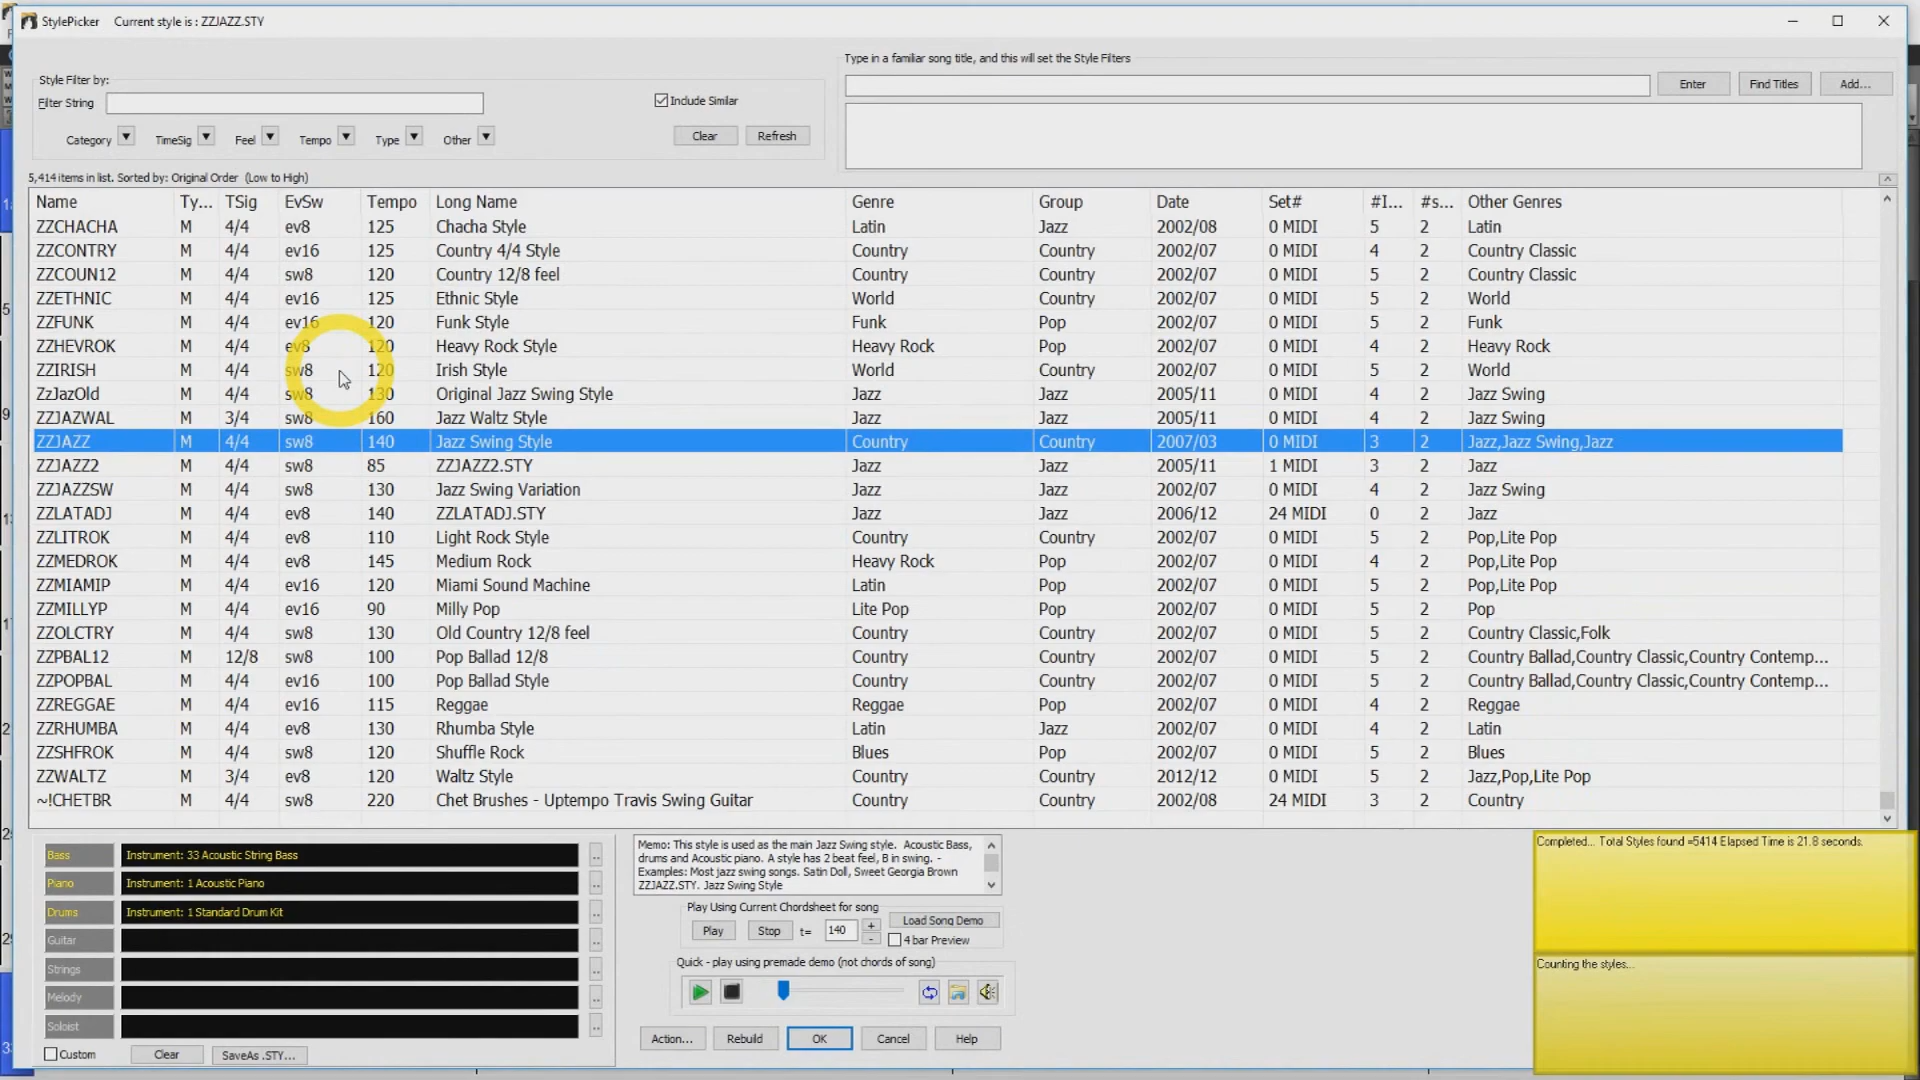 StylePicker Current style is : ZZJAZZ.STY
Type in a familiar song title, and this will set the Style Filters
Style Filter by:
Filter String
Include Similar
Enter Find Titles Add...
Category TimeSig Feel Tempo Type Other Clear Refresh
5,414 items in list. Sorted by: Original Order (Low to High)
Name Ty... TSig EvSw Tempo Long Name Genre Group Date Set# #I... #s... Other Genres
ZZCHACHA M 4/4 ev8 125 Chacha Style Latin Jazz 2002/08 0 MIDI 5 2 Latin
ZZCONTRY M 4/4 ev16 125 Country 4/4 Style Country Country 2002/07 0 MIDI 4 2 Country Classic
ZZCOUN12 M 4/4 sw8 120 Country 12/8 feel Country Country 2002/07 0 MIDI 5 2 Country Classic
ZZETHNIC M 4/4 ev16 125 Ethnic Style World Country 2002/07 0 MIDI 5 2 World
ZZFUNK M 4/4 ev16 120 Funk Style Funk Pop 2002/07 0 MIDI 5 2 Funk
ZZHEVROK M 4/4 ev8 120 Heavy Rock Style Heavy Rock Pop 2002/07 0 MIDI 4 2 Heavy Rock
ZZIRISH M 4/4 sw8 120 Irish Style World Country 2002/07 0 MIDI 5 2 World
ZzJazOld M 4/4 sw8 130 Original Jazz Swing Style Jazz Jazz 2005/11 0 MIDI 4 2 Jazz Swing
ZZJAZWAL M 3/4 sw8 160 Jazz Waltz Style Jazz Jazz 2005/11 0 MIDI 4 2 Jazz Swing
ZZJAZZ M 4/4 sw8 140 Jazz Swing Style Country Country 2007/03 0 MIDI 3 2 Jazz,Jazz Swing,Jazz
ZZJAZZ2 M 4/4 sw8 85 ZZJAZZ2.STY Jazz Jazz 2005/11 1 MIDI 3 2 Jazz
ZZJAZZSW M 4/4 sw8 130 Jazz Swing Variation Jazz Jazz 2002/07 0 MIDI 4 2 Jazz Swing
ZZLATADJ M 4/4 ev8 140 ZZLATADJ.STY Jazz Jazz 2006/12 24 MIDI 0 2 Jazz
ZZLITROK M 4/4 ev8 110 Light Rock Style Country Country 2002/07 0 MIDI 5 2 Pop,Lite Pop
ZZMEDROK M 4/4 ev8 145 Medium Rock Heavy Rock Pop 2002/07 0 MIDI 4 2 Pop,Lite Pop
ZZMIAMIP M 4/4 ev16 120 Miami Sound Machine Latin Pop 2002/07 0 MIDI 5 2 Pop,Lite Pop
ZZMILLYP M 4/4 ev16 90 Milly Pop Lite Pop Pop 2002/07 0 MIDI 5 2 Pop
ZZOLCTRY M 4/4 sw8 130 Old Country 12/8 feel Country Country 2002/07 0 MIDI 5 2 Country Classic,Folk
ZZPBAL12 M 12/8 sw8 100 Pop Ballad 12/8 Country Country 2002/07 0 MIDI 5 2 Country Ballad,Country Classic,Country Contemp...
ZZPOPBAL M 4/4 ev16 100 Pop Ballad Style Country Country 2002/07 0 MIDI 5 2 Country Ballad,Country Classic,Country Contemp...
ZZREGGAE M 4/4 ev16 115 Reggae Reggae Pop 2002/07 0 MIDI 4 2 Reggae
ZZRHUMBA M 4/4 ev8 130 Rhumba Style Latin Jazz 2002/07 0 MIDI 4 2 Latin
ZZSHFROK M 4/4 sw8 120 Shuffle Rock Blues Pop 2002/07 0 MIDI 5 2 Blues
ZZWALTZ M 3/4 ev8 120 Waltz Style Country Country 2012/12 0 MIDI 5 2 Jazz,Pop,Lite Pop
~!CHETBR M 4/4 sw8 220 Chet Brushes - Uptempo Travis Swing Guitar Country Country 2002/08 24 MIDI 3 2 Country
Bass Instrument: 33 Acoustic String Bass ..
Piano Instrument: 1 Acoustic Piano ..
Drums Instrument: 1 Standard Drum Kit ..
Guitar ..
Strings ..
Melody ..
Soloist ..
Custom Clear SaveAs .STY...
Memo: This style is used as the main Jazz Swing style. Acoustic Bass,
drums and Acoustic piano. A style has 2 beat feel, B in swing. -
Examples: Most jazz swing songs. Satin Doll, Sweet Georgia Brown
ZZJAZZ.STY. Jazz Swing Style
Play Using Current Chordsheet for song
Play Stop t= 140 + - Load Song Demo
4 bar Preview
Quick - play using premade demo (not chords of song)
Action... Rebuild OK Cancel Help
Completed... Total Styles found =5414 Elapsed Time is 21.8 seconds.
Counting the styles...